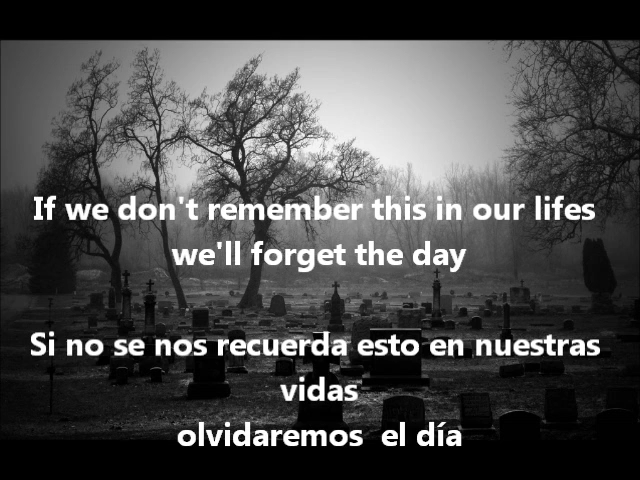 If we don't remember this in our lifes
we'll forget the day
Si no se nos recuerda esto en nuestras
vidas
olvidaremos el día